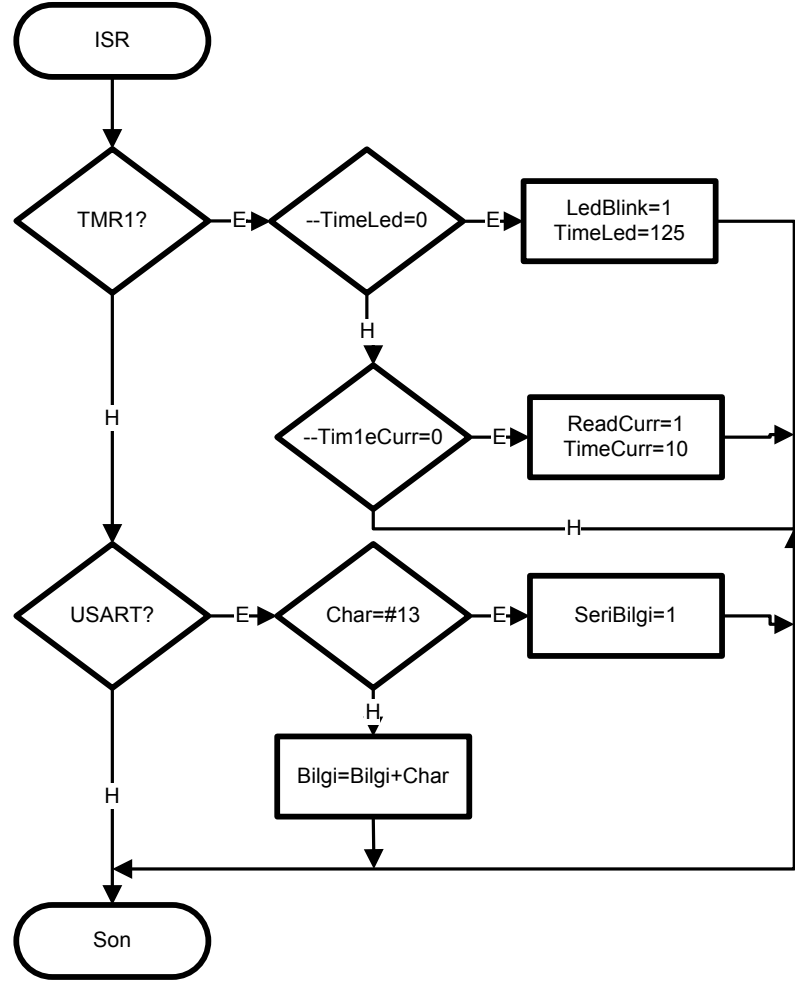 ISR
TMR1?
E
--TimeLed=0
E
LedBlink=1
TimeLed=125
H
H
--Tim1eCurr=0
E
ReadCurr=1
TimeCurr=10
H
USART?
E
Char=#13
E
SeriBilgi=1
H
Bilgi=Bilgi+Char
H
Son